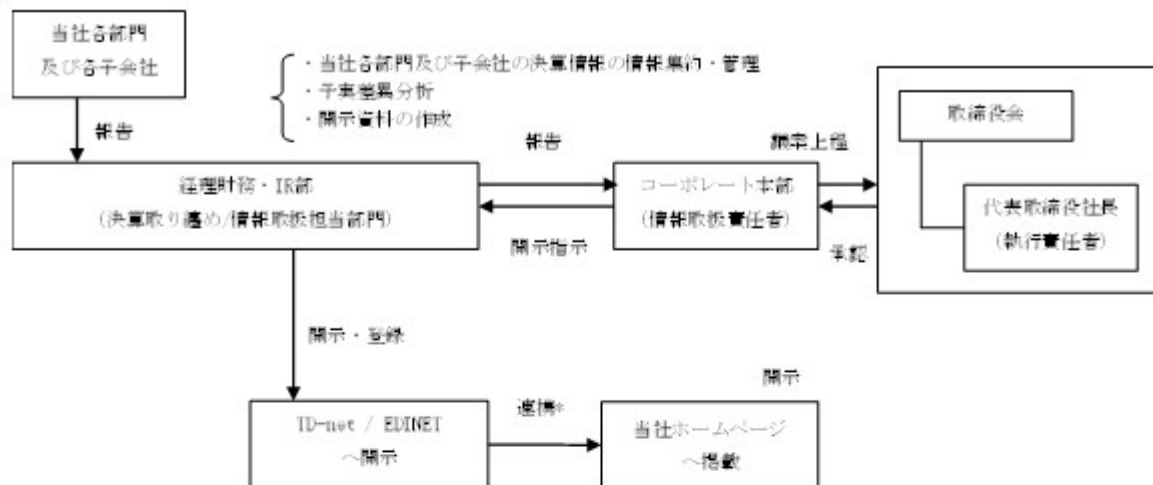 当社各部門
及び各子会社
・当社各部門及び子会社の決算情報の情報集約・管理
・予実差異分析
・開示資料の作成
報告
経理財務・IR部
(決算取り纏め/情報取扱担当部門)
報告
開示指示
コーポレート本部
(情報取扱責任者)
議案上程
承認
取締役会
代表取締役社長
(執行責任者)
開示・登録
TD-net / EDINET
へ開示
連携*
開示
当社ホームページ
へ掲載